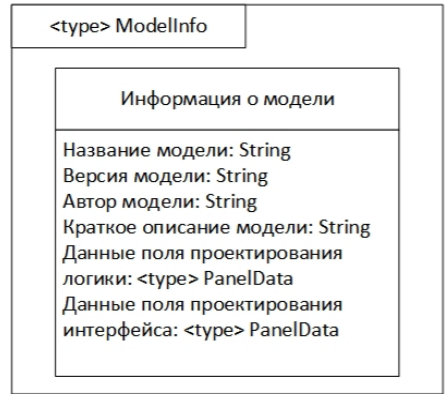 <type> ModelInfo
Информация о модели
Название модели: String
Версия модели: String
Автор модели: String
Краткое описание модели: String
Данные поля проектирования
логики: <type> PanelData
Данные поля проектирования
интерфейса: <type> PanelData